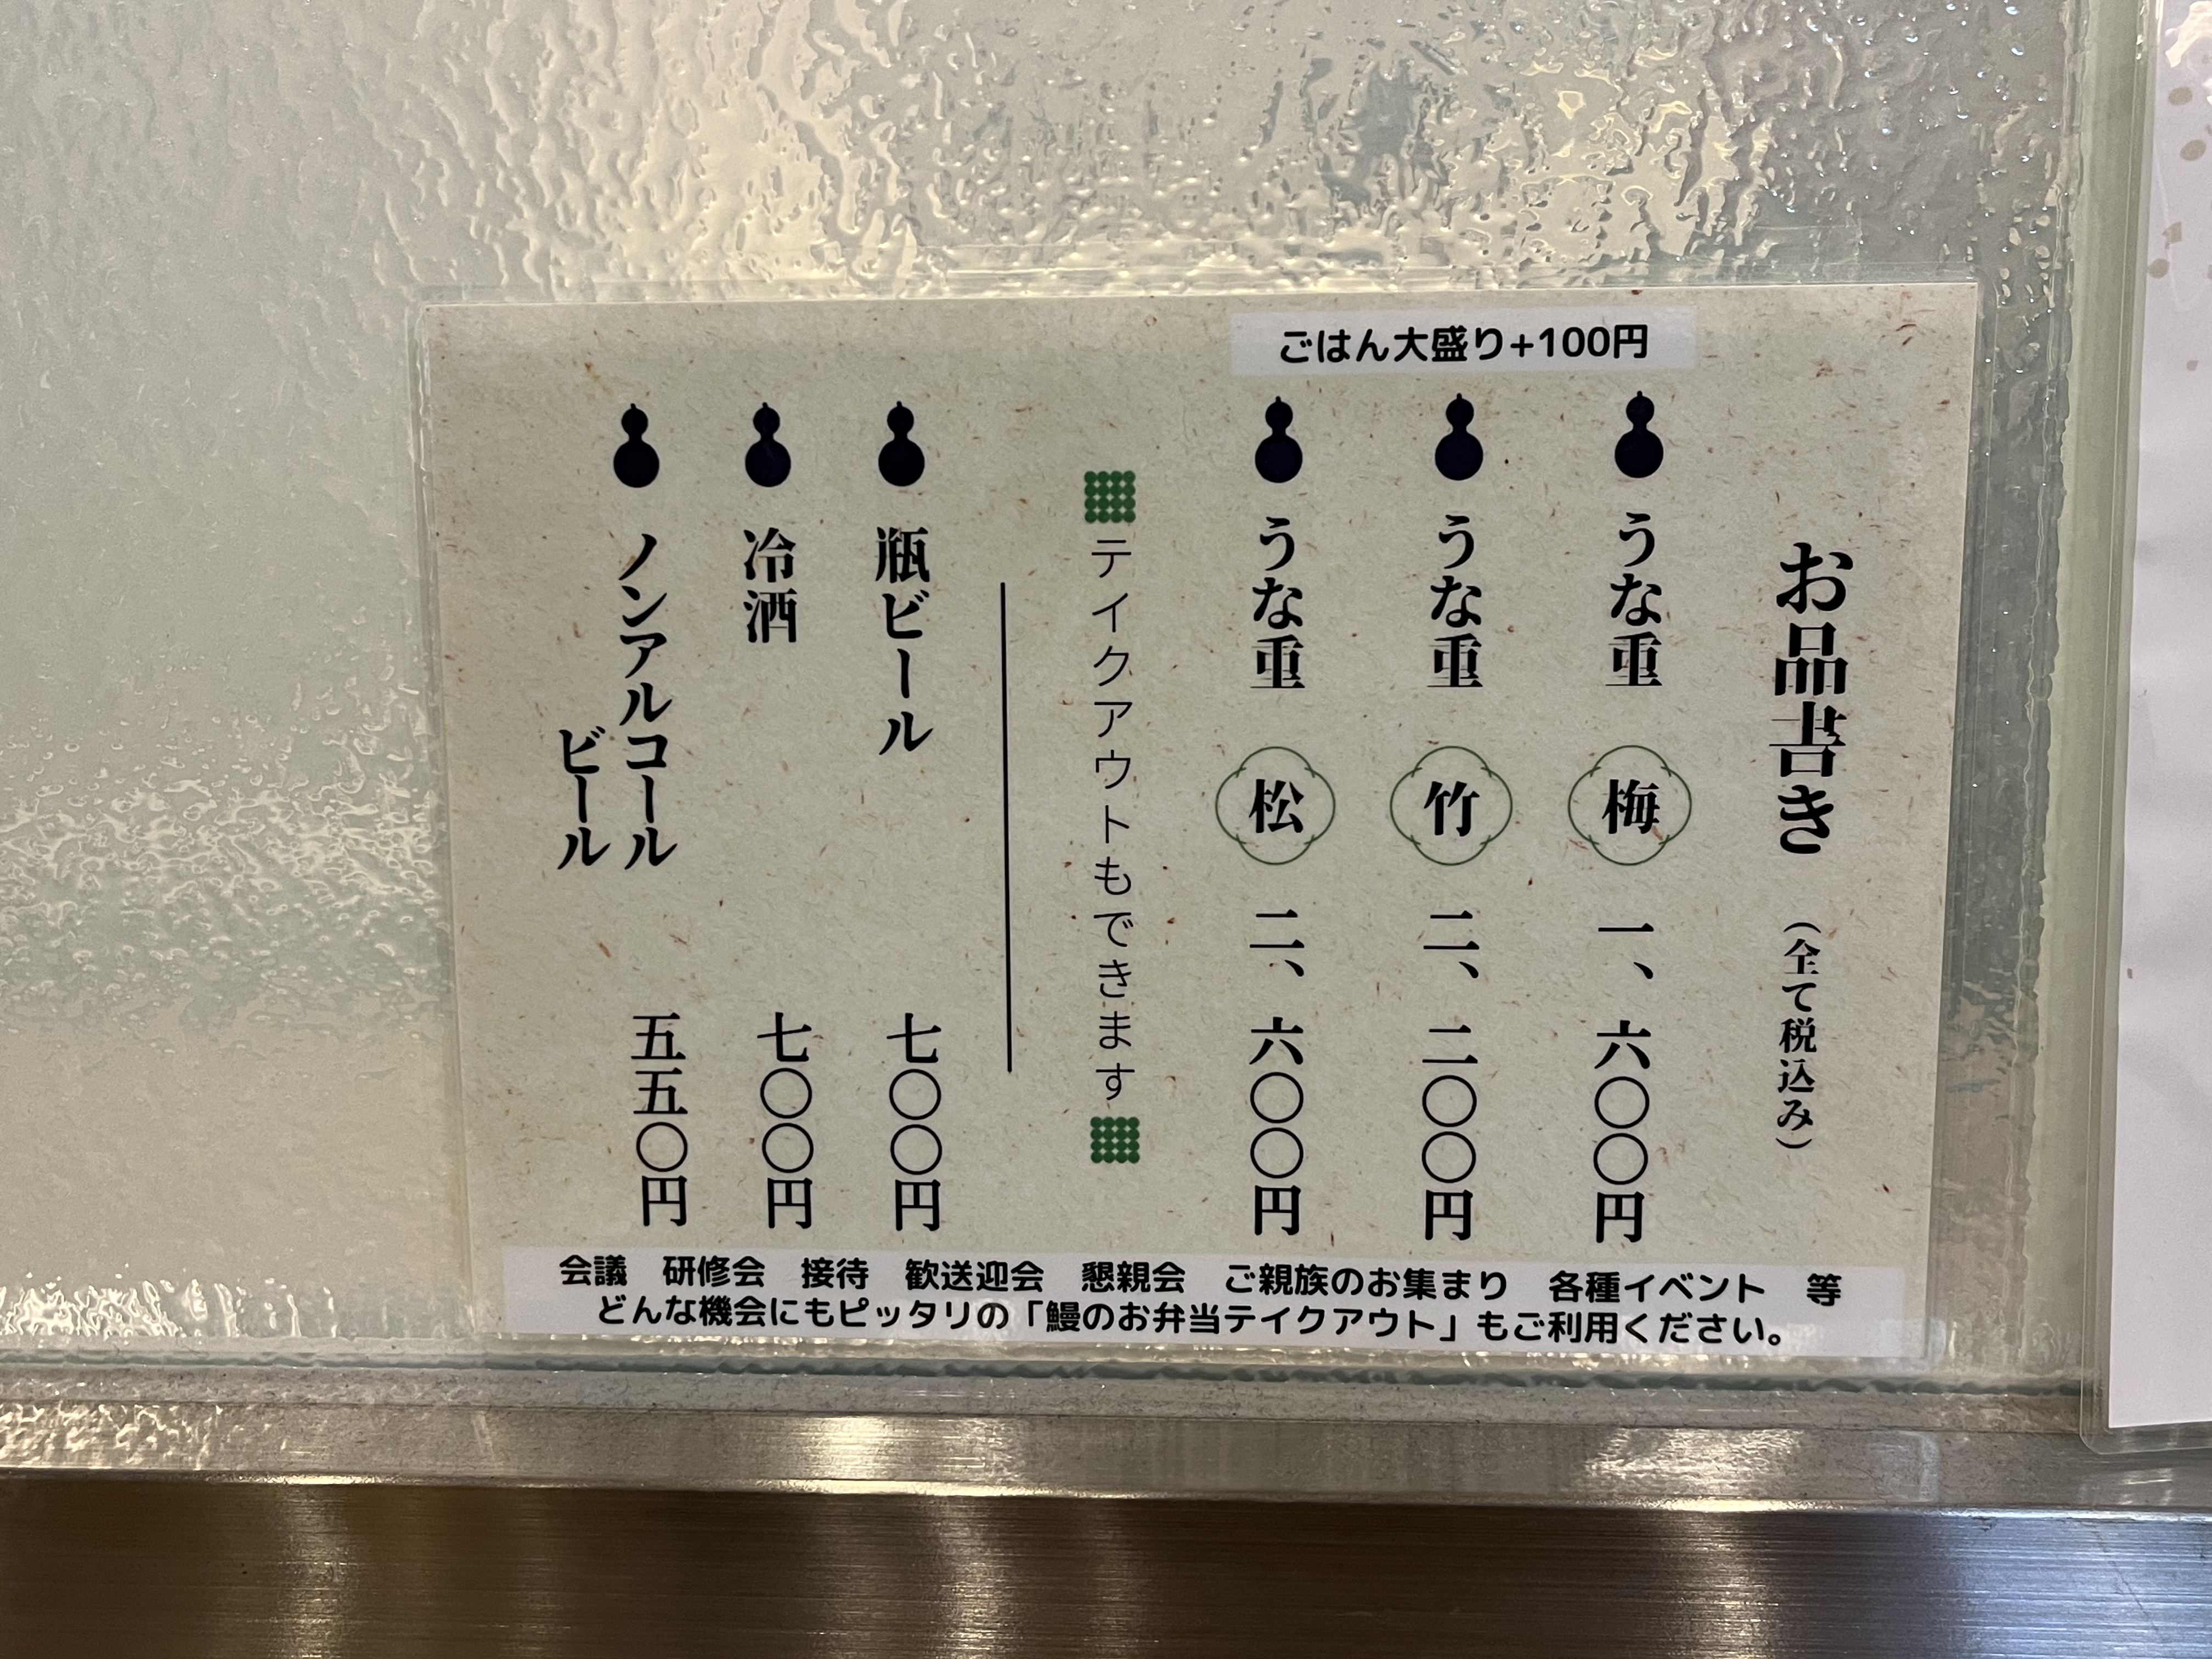 ごはん大盛り+100円
お品書き（全て税込み）
うな重 梅 一、六〇〇円
うな重 竹 二、二〇〇円
うな重 松 二、六〇〇円
テイクアウトもできます
瓶ビール 七〇〇円
冷酒 七〇〇円
ノンアルコール
ビール 五五〇円
会議 研修会 接待 歓送迎会 懇親会 ご親族のお集まり 各種イベント 等
どんな機会にもピッタリの「鰻のお弁当テイクアウト」もご利用ください。